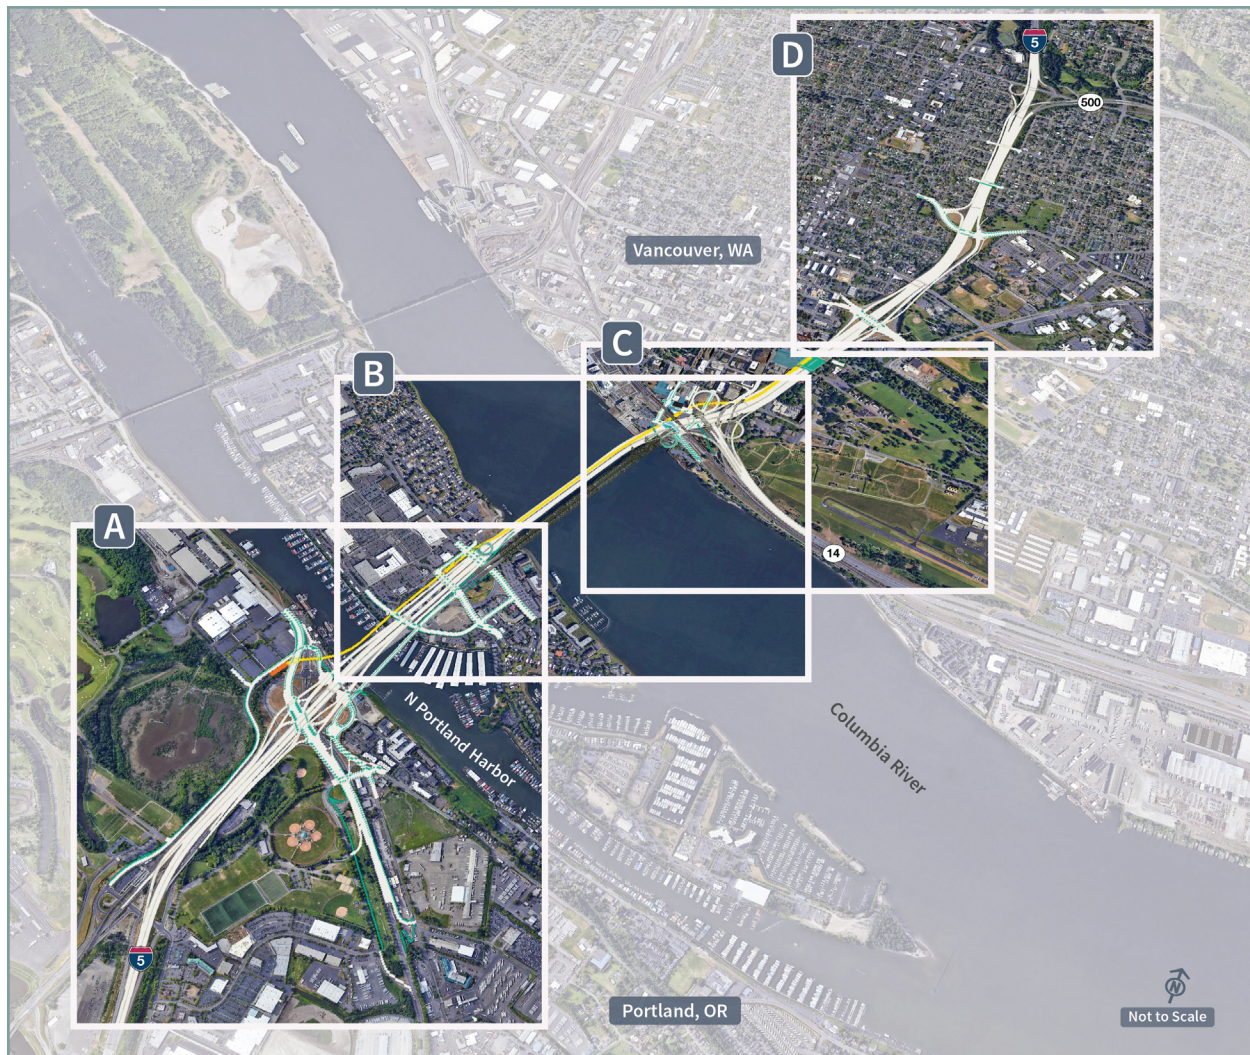 D
5
500
Vancouver, WA
C
B
14
A
N Portland Harbor
Columbia River
5
Portland, OR
N
Not to Scale